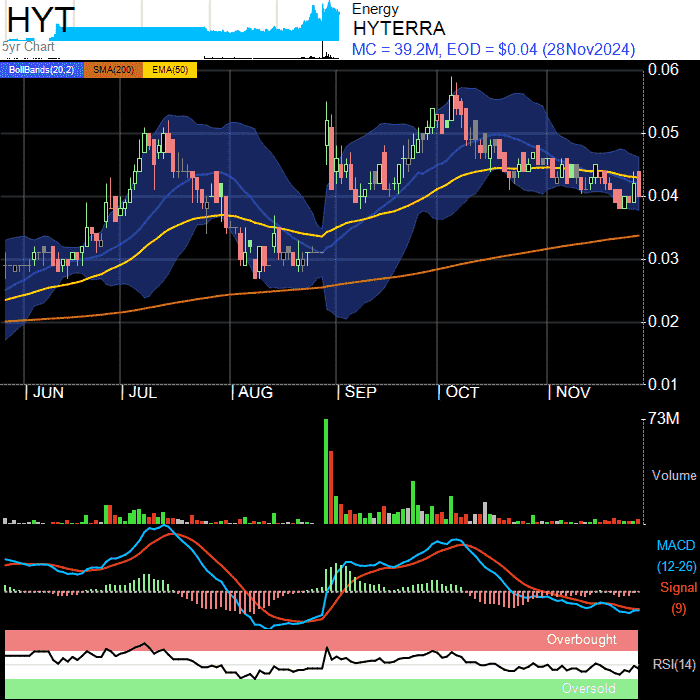 HYT
5yr Chart
Energy
HYTERRA
MC = 39.2M, EOD = $0.04 (28Nov2024)
BollBands(20,2) SMA(200) EMA(50)
0.06
0.05
0.04
0.03
0.02
0.01
JUN JUL AUG SEP OCT NOV
73M
Volume
MACD
(12-26)
Signal
(9)
Overbought
RSI(14)
Oversold